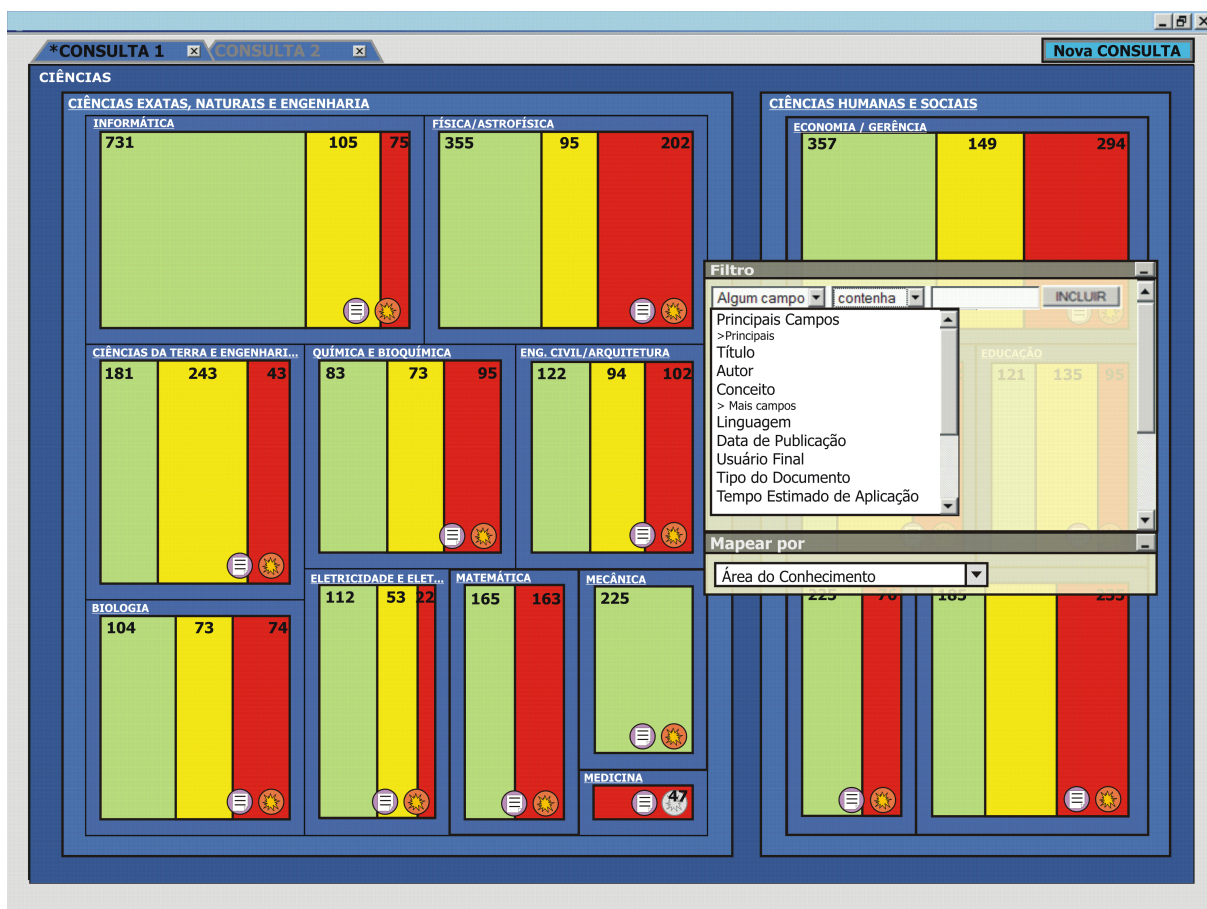 *CONSULTA 1
CONSULTA 2
Nova CONSULTA
CIÊNCIAS
CIÊNCIAS EXATAS, NATURAIS E ENGENHARIA
INFORMÁTICA
731 105 75
FÍSICA/ASTROFÍSICA
355 95 202
CIÊNCIAS DA TERRA E ENGENHARI...
181 243 43
QUÍMICA E BIOQUÍMICA
83 73 95
ENG. CIVIL/ARQUITETURA
122 94 102
BIOLOGIA
104 73 74
ELETRICIDADE E ELET...
112 53 22
MATEMÁTICA
165 163
MECÂNICA
225
MEDICINA
47
CIÊNCIAS HUMANAS E SOCIAIS
ECONOMIA / GERÊNCIA
357 149 294
EDUCAÇÃO
121 135 95
Filtro
Algum campo contenha INCLUIR
Principais Campos
>Principais
Título
Autor
Conceito
> Mais campos
Linguagem
Data de Publicação
Usuário Final
Tipo do Documento
Tempo Estimado de Aplicação
Mapear por
Área do Conhecimento
225